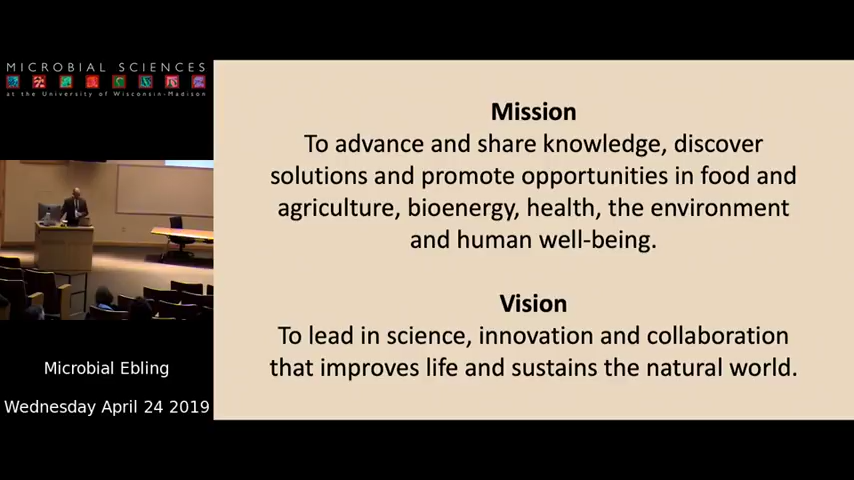 MICROBIAL SCIENCES
at the University of Wisconsin-Madison
Microbial Ebling
Wednesday April 24 2019
Mission
To advance and share knowledge, discover
solutions and promote opportunities in food and
agriculture, bioenergy, health, the environment
and human well-being.
Vision
To lead in science, innovation and collaboration
that improves life and sustains the natural world.